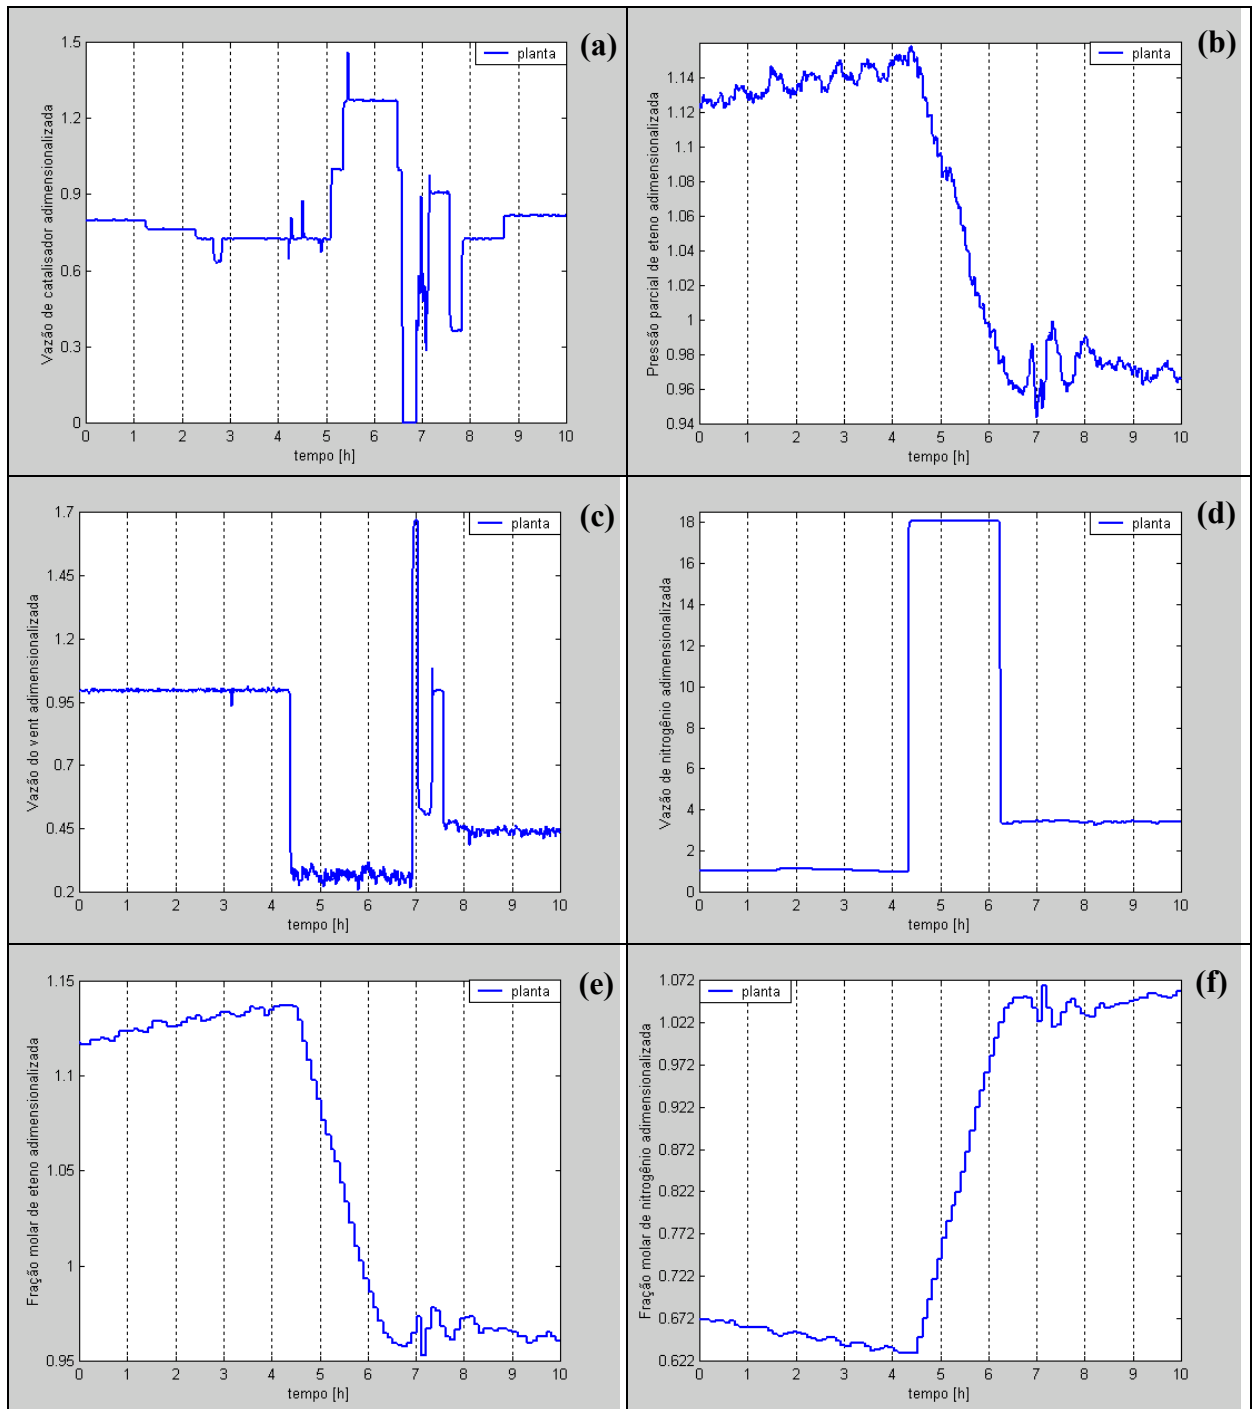 (a)
planta
1.5
1.2
0.9
0.6
0.3
0
Vazão de catalisador adimensionalizada
0 1 2 3 4 5 6 7 8 9 10
tempo [h]
(b)
planta
1.14
1.12
1.1
1.08
1.06
1.04
1.02
1
0.98
0.96
0.94
Pressão parcial de eteno adimensionalizada
0 1 2 3 4 5 6 7 8 9 10
tempo [h]
(c)
planta
1.7
1.45
1.2
0.95
0.7
0.45
0.2
Vazão do vent adimensionalizada
0 1 2 3 4 5 6 7 8 9 10
tempo [h]
(d)
planta
18
16
14
12
10
8
6
4
2
0
Vazão de nitrogênio adimensionalizada
0 1 2 3 4 5 6 7 8 9 10
tempo [h]
(e)
planta
1.15
1.1
1.05
1
0.95
Fração molar de eteno adimensionalizada
0 1 2 3 4 5 6 7 8 9 10
tempo [h]
(f)
planta
1.072
1.022
0.972
0.922
0.872
0.822
0.772
0.722
0.672
0.622
Fração molar de nitrogênio adimensionalizada
0 1 2 3 4 5 6 7 8 9 10
tempo [h]